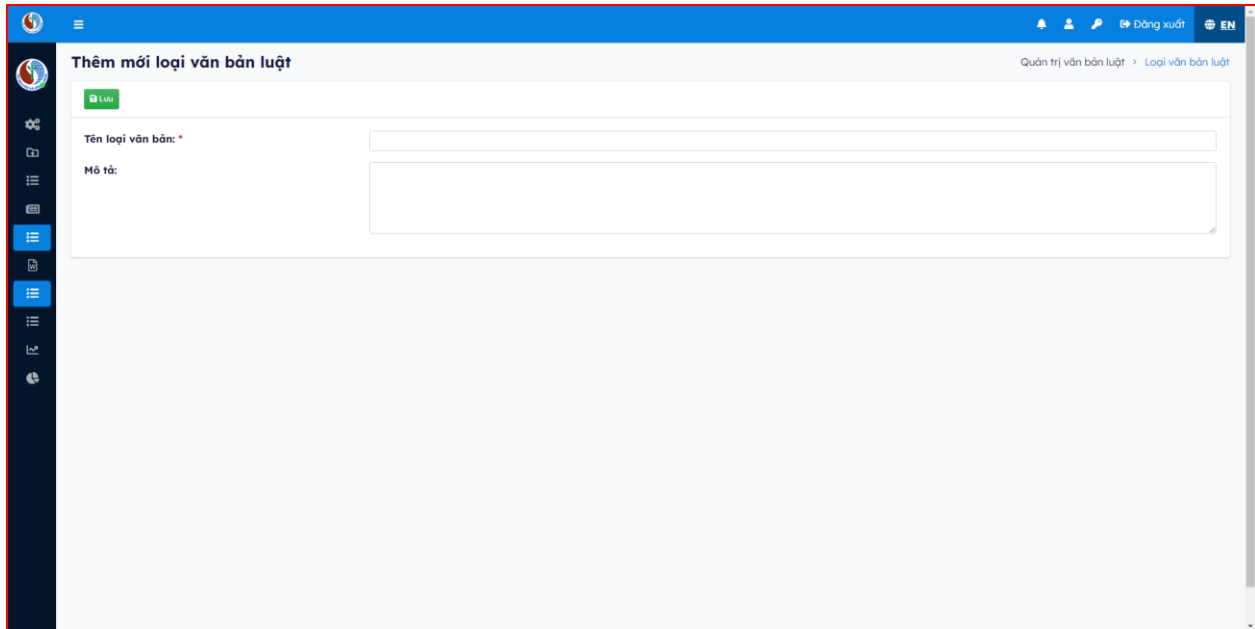 Đăng xuất
EN
Thêm mới loại văn bản luật
Quản trị văn bản luật > Loại văn bản luật
Lưu
Tên loại văn bản: *
Mô tả: